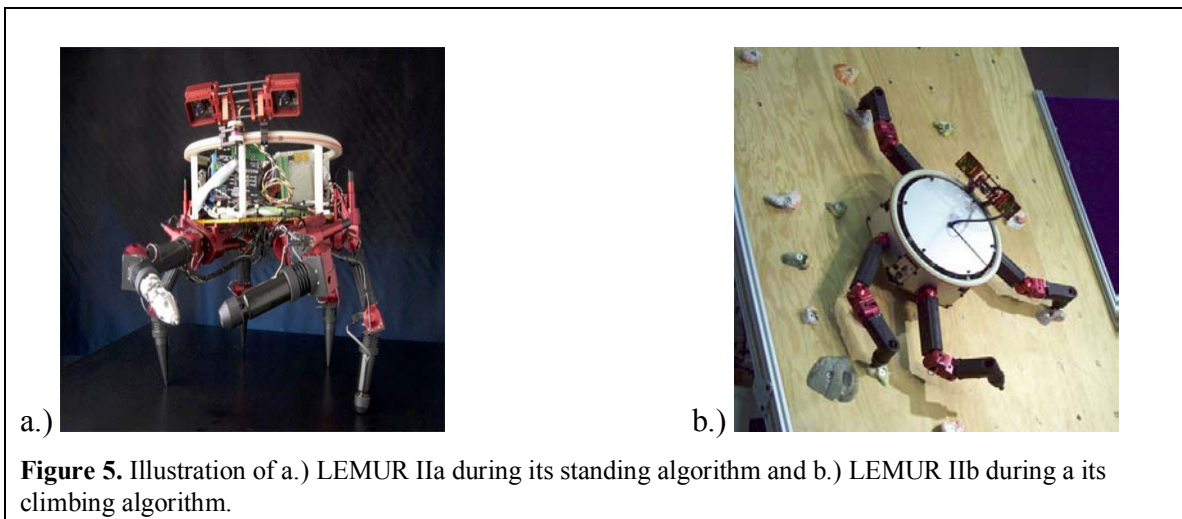 a.)
b.)
Figure 5. Illustration of a.) LEMUR IIa during its standing algorithm and b.) LEMUR IIb during a its
climbing algorithm.